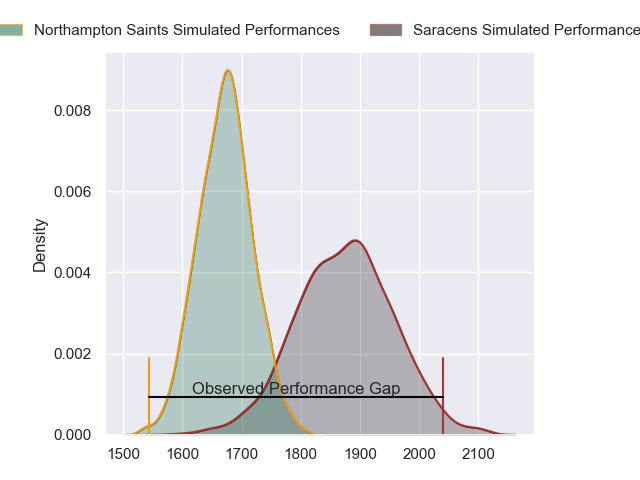 Northampton Saints Simulated Performances Saracens Simulated Performance
0.008
0.006
0.004
0.002
0.000
Density
Observed Performance Gap
1500 1600 1700 1800 1900 2000 2100